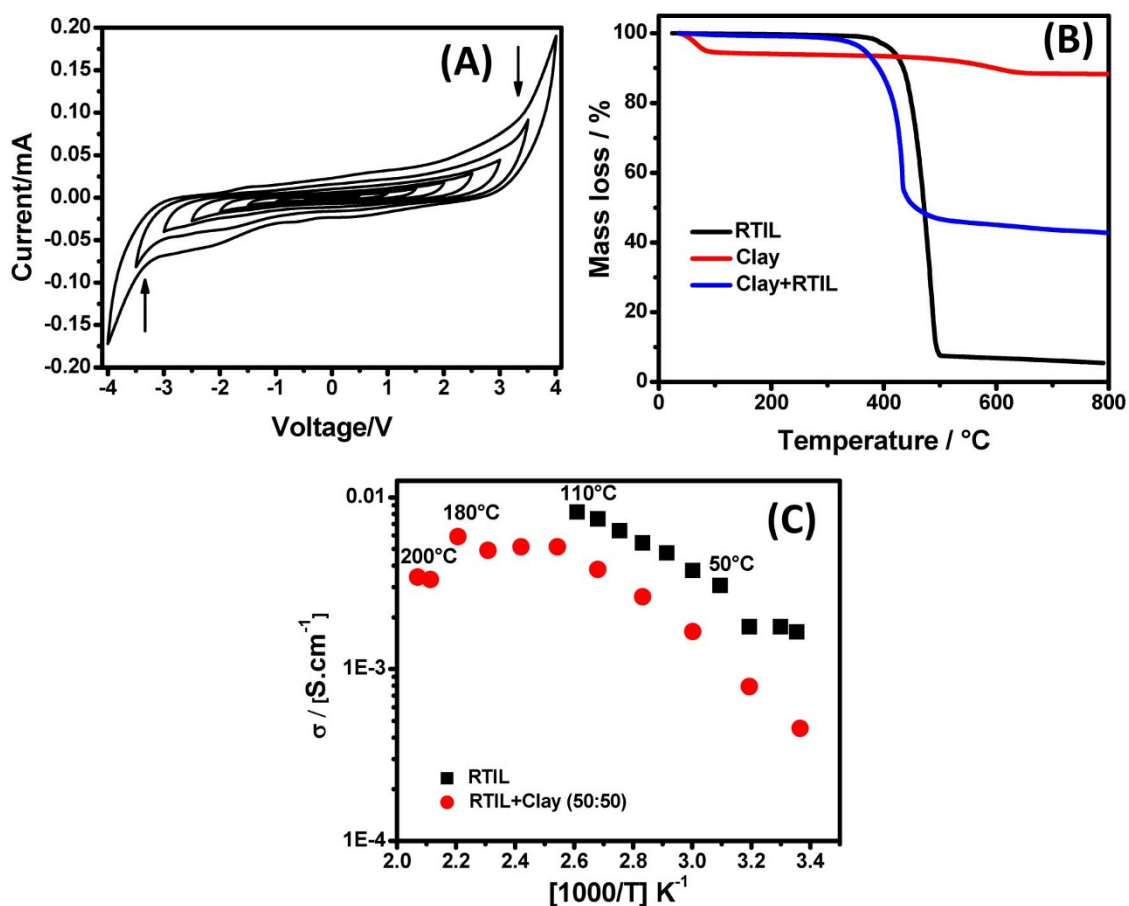 (A)
0.20
0.15
0.10
0.05
0.00
-0.05
-0.10
-0.15
-0.20
Current/mA
-4 -3 -2 -1 0 1 2 3 4
Voltage/V
(B)
100
80
60
40
20
0
Mass loss / %
RTIL
Clay
Clay+RTIL
0 200 400 600 800
Temperature / °C
(C)
0.01
1E-3
1E-4
σ / [S.cm⁻¹]
110°C
180°C
200°C
50°C
RTIL
RTIL+Clay (50:50)
2.0 2.2 2.4 2.6 2.8 3.0 3.2 3.4
[1000/T] K⁻¹